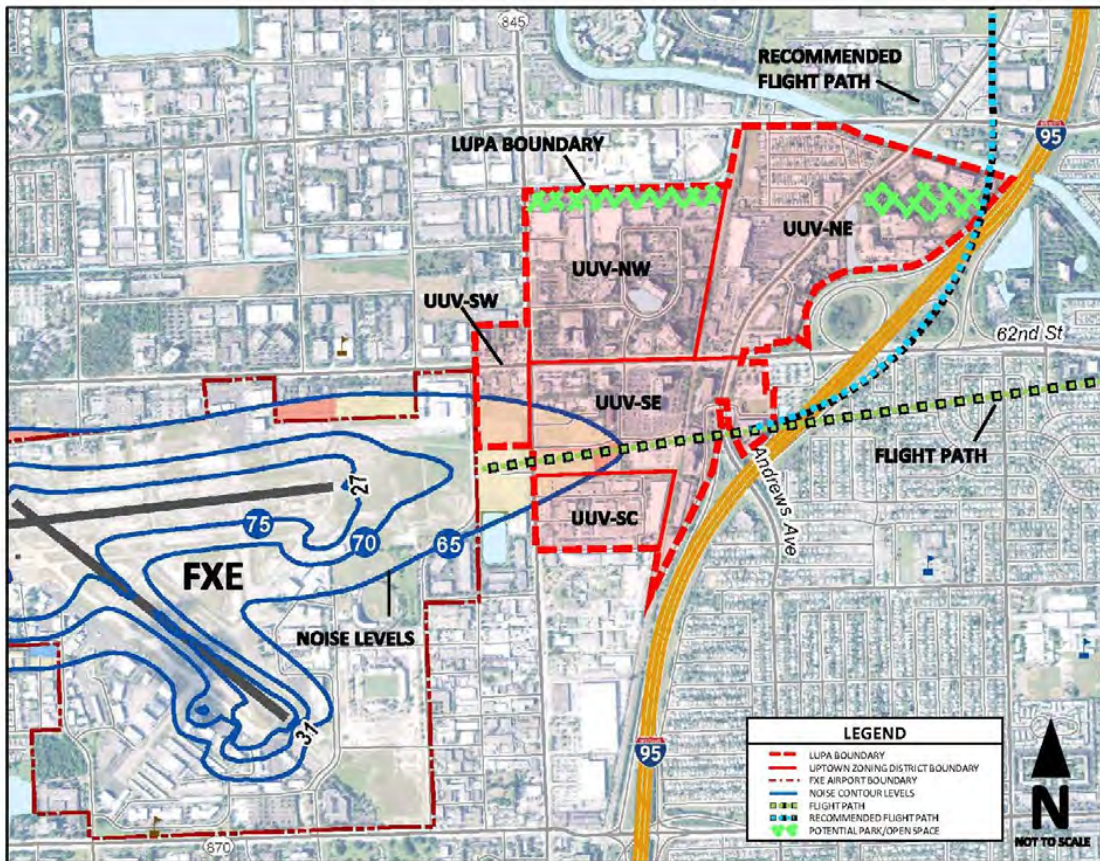 845
RECOMMENDED
FLIGHT PATH
95
LUPA BOUNDARY
UUV-NE
UUV-NW
UUV-SW
62nd St
UUV-SE
FLIGHT PATH
Andrews Ave
27
75
70
65
UUV-SC
FXE
NOISE LEVELS
31
95
870
LEGEND
LUPA BOUNDARY
UPTOWN ZONING DISTRICT BOUNDARY
FXE AIRPORT BOUNDARY
NOISE CONTOUR LEVELS
FLIGHT PATH
RECOMMENDED FLIGHT PATH
POTENTIAL PARK/OPEN SPACE
N
NOT TO SCALE